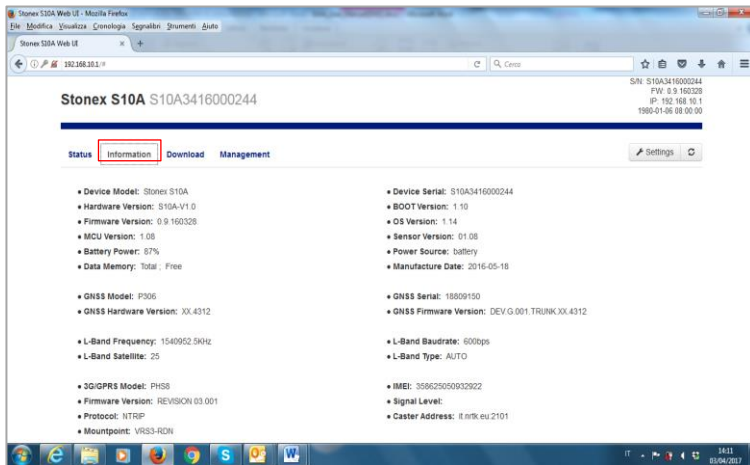 Stonex S10A Web UI - Mozilla Firefox
File Modifica Visualizza Cronologia Segnalibri Strumenti Aiuto
Stonex S10A Web UI × +
192.168.10.1/#
Cerca
S/N: S10A3416000244
FW: 0.9.160328
IP: 192.168.10.1
1980-01-06 08:00:00
Stonex S10A S10A3416000244
Status Information Download Management Settings
• Device Model: Stonex S10A
• Device Serial: S10A3416000244
• Hardware Version: S10A-V1.0
• BOOT Version: 1.10
• Firmware Version: 0.9.160328
• OS Version: 1.14
• MCU Version: 1.08
• Sensor Version: 01.08
• Battery Power: 87%
• Power Source: battery
• Data Memory: Total ; Free
• Manufacture Date: 2016-05-18
• GNSS Model: P306
• GNSS Serial: 18809150
• GNSS Hardware Version: XX.4312
• GNSS Firmware Version: DEV.G.001.TRUNK.XX.4312
• L-Band Frequency: 1540952.5KHz
• L-Band Baudrate: 600bps
• L-Band Satellite: 25
• L-Band Type: AUTO
• 3G/GPRS Model: PHS8
• IMEI: 358625050932922
• Firmware Version: REVISION 03.001
• Signal Level:
• Protocol: NTRIP
• Caster Address: it.nrtk.eu:2101
• Mountpoint: VRS3-RDN
IT
14:11
03/04/2017